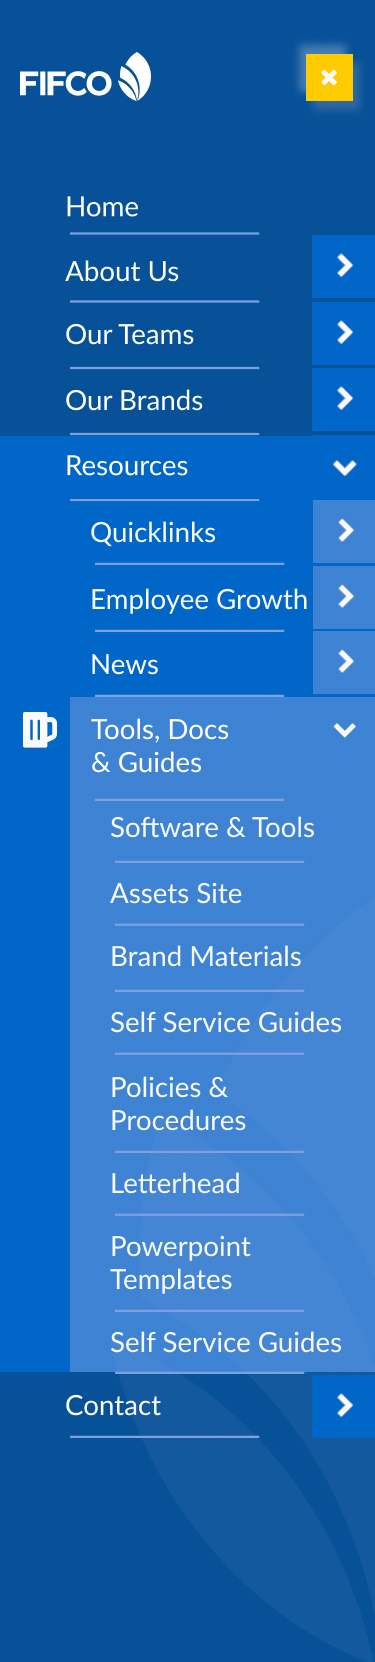 FIFCO
Home
About Us
Our Teams
Our Brands
Resources
Quicklinks
Employee Growth
News
Tools, Docs
& Guides
Software & Tools
Assets Site
Brand Materials
Self Service Guides
Policies &
Procedures
Letterhead
Powerpoint
Templates
Self Service Guides
Contact